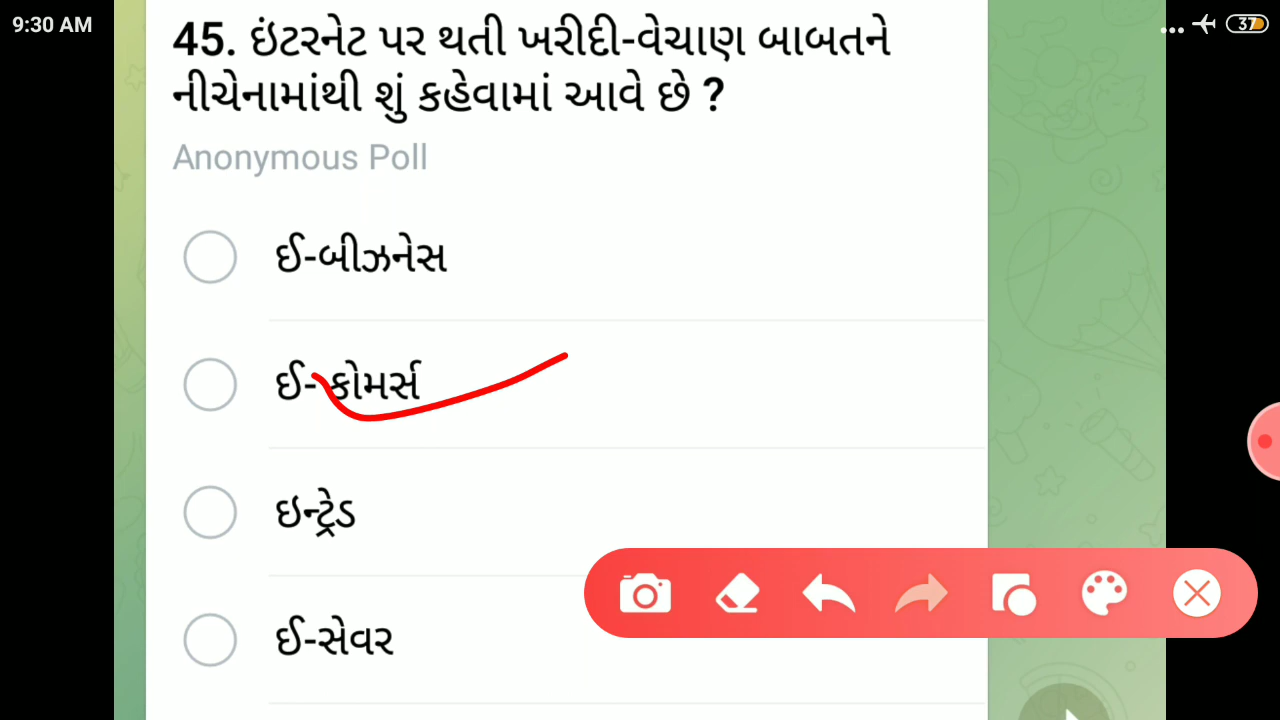 9:30 AM
37
45. ઇંટરનેટ પર થતી ખરીદી-વેચાણ બાબતને
નીચેનામાંથી શું કહેવામાં આવે છે ?
Anonymous Poll
ઈ-બીઝનેસ
ઈ- કોમર્સ
ઇન્ટ્રેડ
ઈ-સેવર